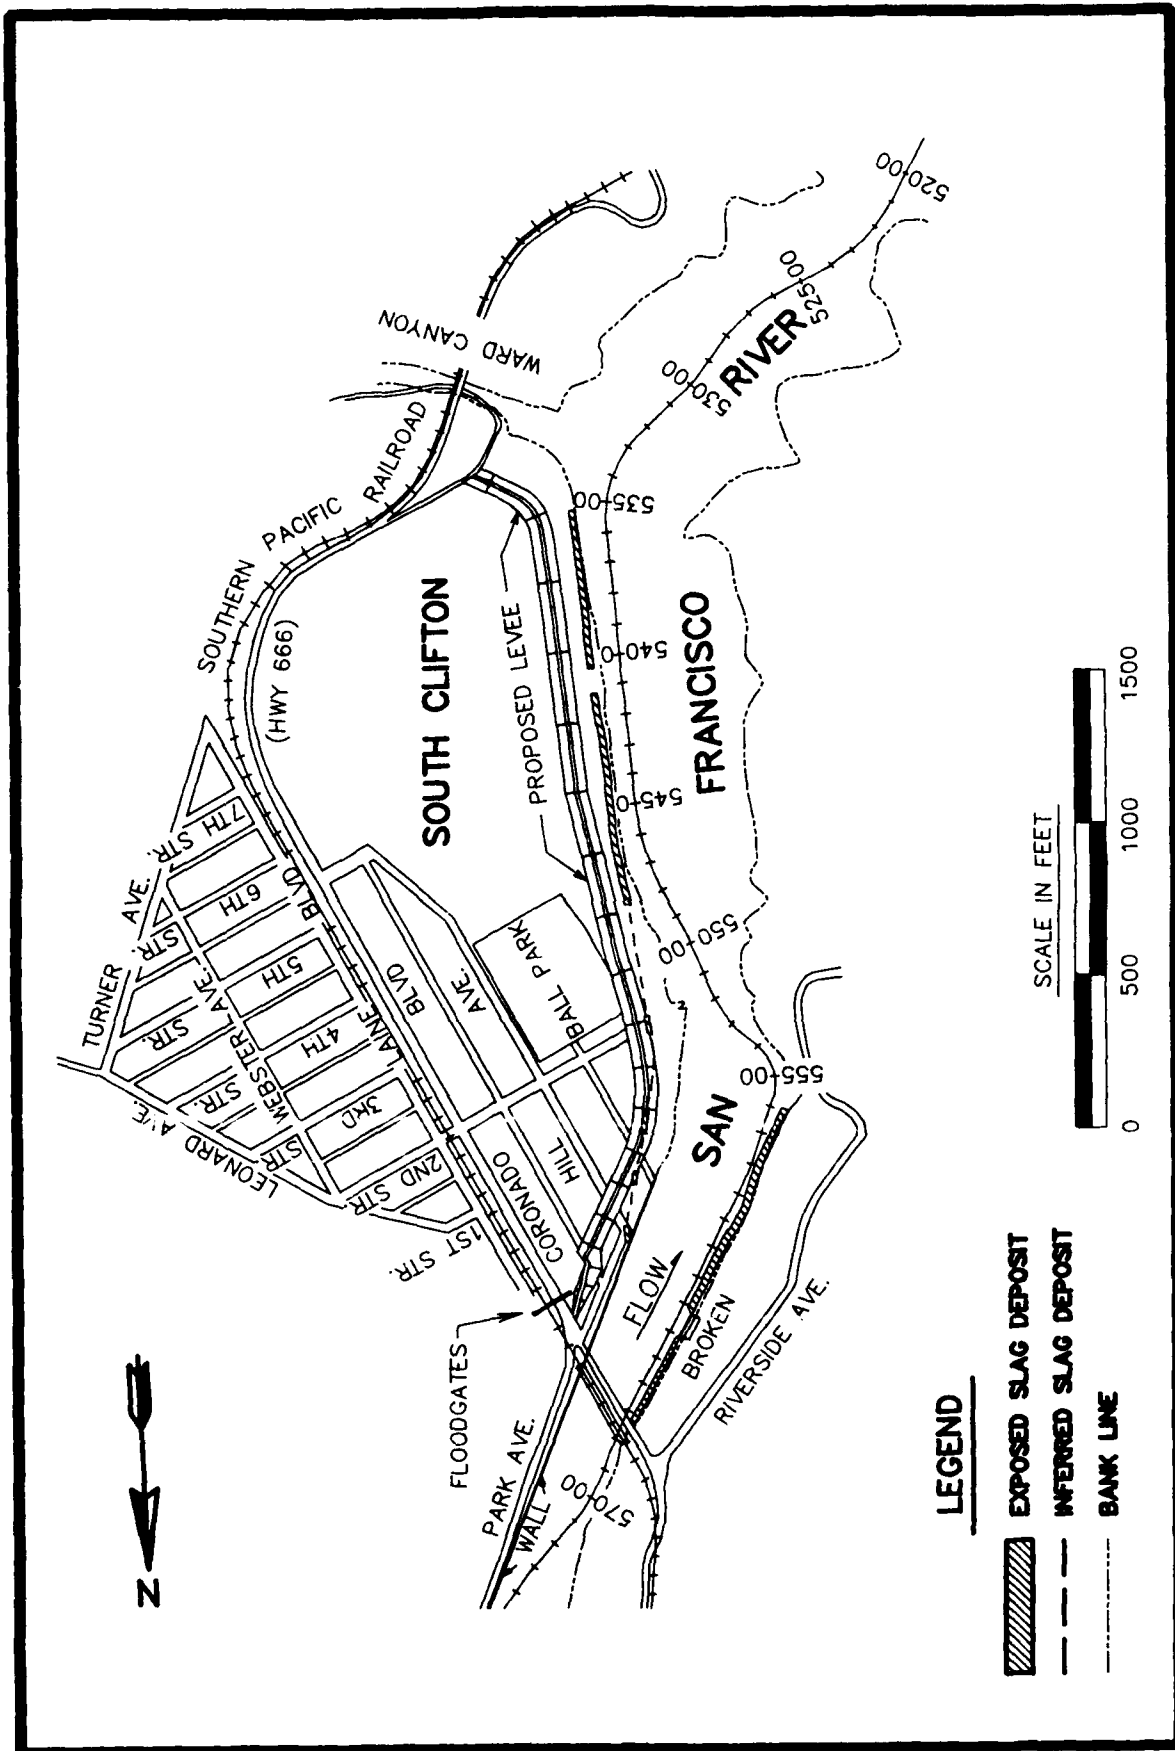 N
TURNER AVE.
LEONARD AVE.
WEBSTER AVE.
1ST STR.
2ND STR.
3RD STR.
4TH STR.
5TH STR.
6TH STR.
7TH STR.
LAINE BLVD
CORONADO BLVD
HILL AVE.
BALL PARK
SOUTHERN PACIFIC RAILROAD
(HWY 666)
WARD CANYON
SOUTH CLIFTON
PROPOSED LEVEE
FLOODGATES
PARK AVE.
WALL
FLOW
BROKEN
RIVERSIDE AVE.
SAN FRANCISCO RIVER
570+00
555+00
550+00
545+0
540+0
535+00
530+00
525+00
520+00
LEGEND
EXPOSED SLAG DEPOSIT
INFERRED SLAG DEPOSIT
BANK LINE
SCALE IN FEET
0 500 1000 1500